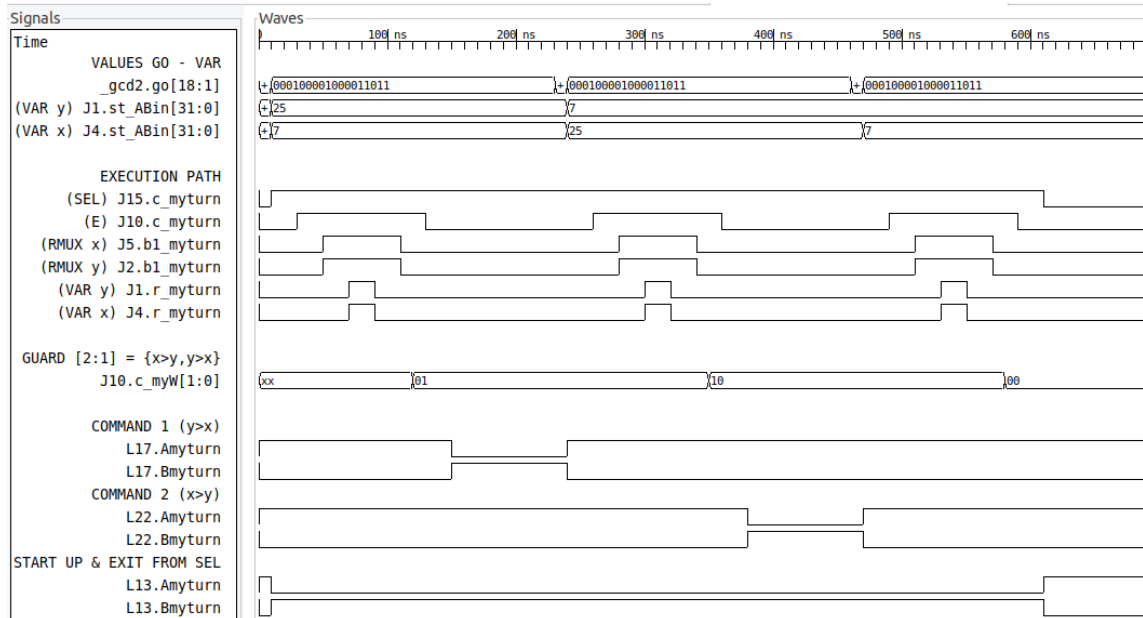 Signals
Waves
Time
0 100 ns 200 ns 300 ns 400 ns 500 ns 600 ns
VALUES GO - VAR
_gcd2.go[18:1] + 000100001000011011 + 000100001000011011 + 000100001000011011
(VAR y) J1.st_ABin[31:0] + 25 7
(VAR x) J4.st_ABin[31:0] + 7 25 7
EXECUTION PATH
(SEL) J15.c_myturn
(E) J10.c_myturn
(RMUX x) J5.b1_myturn
(RMUX y) J2.b1_myturn
(VAR y) J1.r_myturn
(VAR x) J4.r_myturn
GUARD [2:1] = {x>y,y>x}
J10.c_myW[1:0] xx 01 10 00
COMMAND 1 (y>x)
L17.Amyturn
L17.Bmyturn
COMMAND 2 (x>y)
L22.Amyturn
L22.Bmyturn
START UP & EXIT FROM SEL
L13.Amyturn
L13.Bmyturn